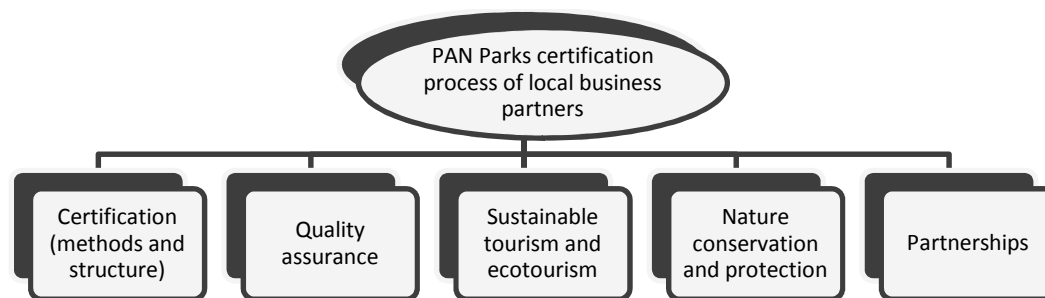 PAN Parks certification
process of local business
partners
Certification
(methods and
structure)
Quality
assurance
Sustainable
tourism and
ecotourism
Nature
conservation
and protection
Partnerships